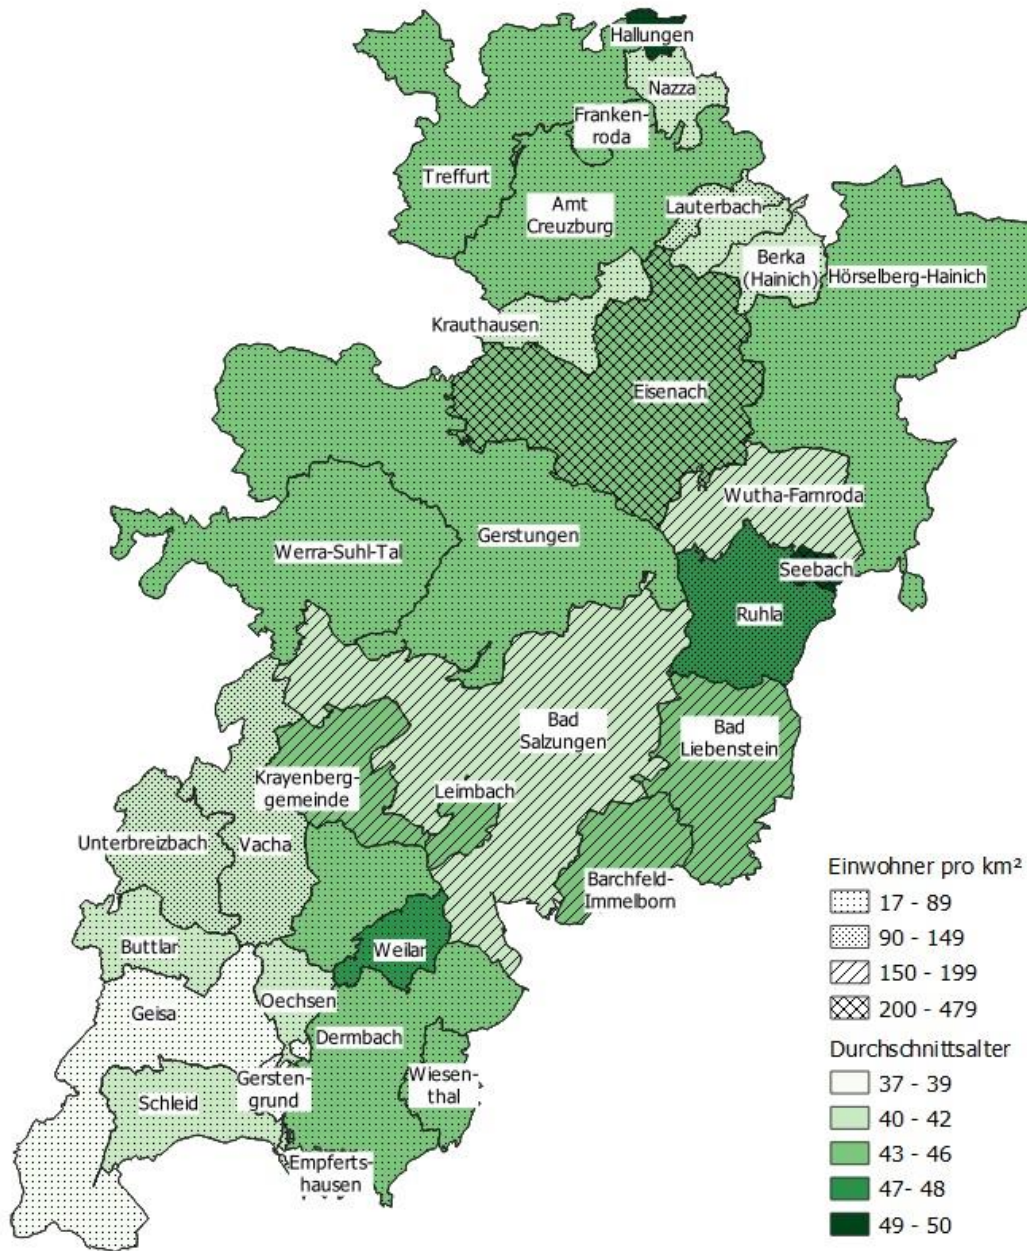 Hallungen
Nazza
Franken-
roda
Treffurt
Amt
Creuzburg
Lauterbach
Berka
(Hainich)
Hörselberg-Hainich
Krauthausen
Eisenach
Wutha-Farnroda
Gerstungen
Werra-Suhl-Tal
Seebach
Ruhla
Bad
Salzungen
Bad
Liebenstein
Krayenberg-
gemeinde
Leimbach
Unterbreizbach
Vacha
Barchfeld-
Immelborn
Buttlar
Weilar
Geisa
Oechsen
Dermbach
Gersten-
grund
Wiesen-
thal
Schleid
Empferts-
hausen
Einwohner pro km²
17 - 89
90 - 149
150 - 199
200 - 479
Durchschnittsalter
37 - 39
40 - 42
43 - 46
47- 48
49 - 50